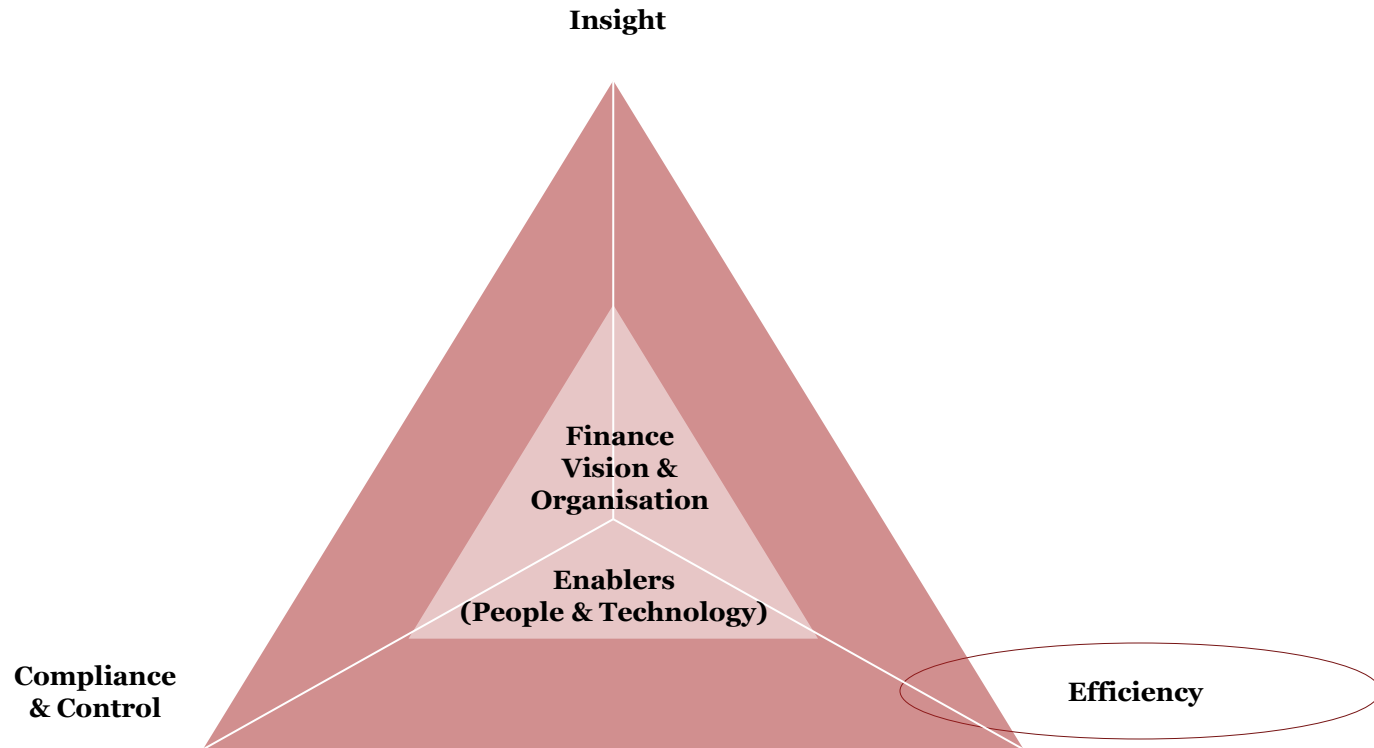 Insight
Finance
Vision &
Organisation
Enablers
(People & Technology)
Compliance
& Control
Efficiency